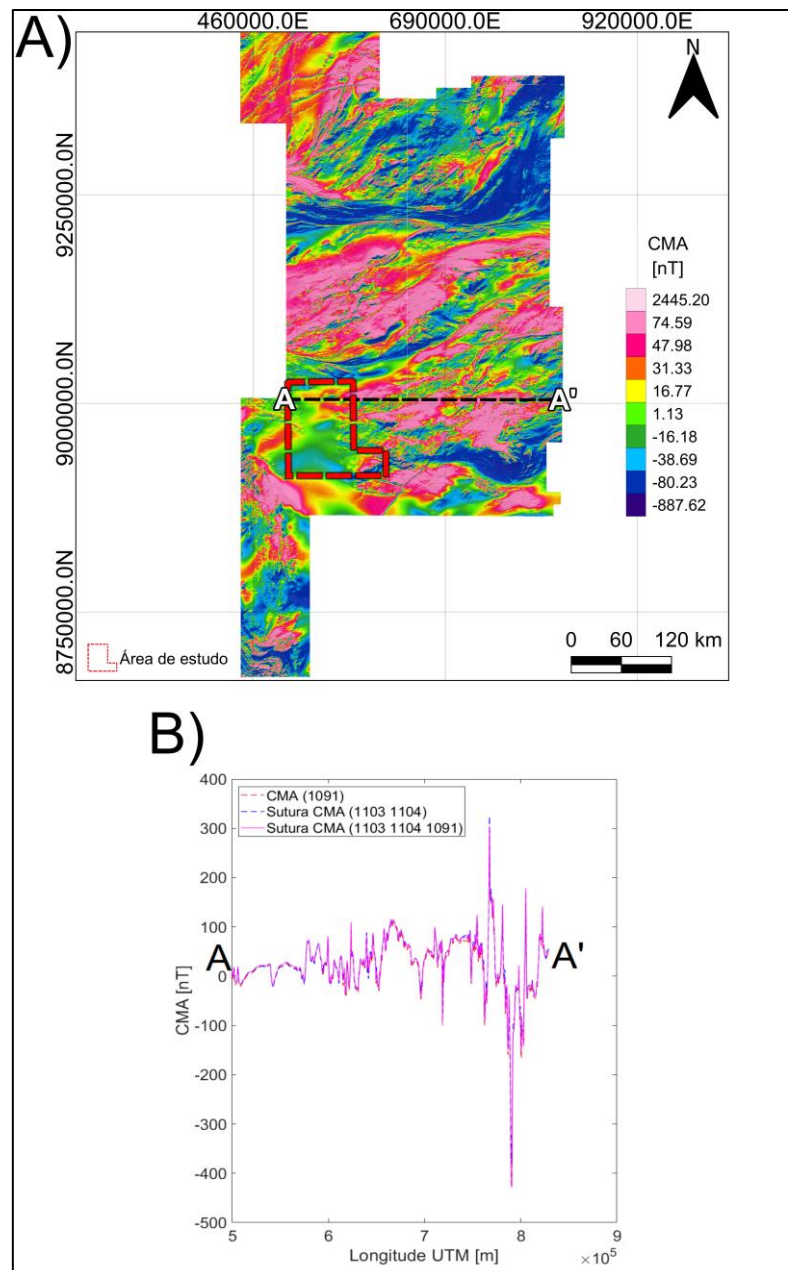 A)
460000.0E 690000.0E 920000.0E
N
9250000.0N
9000000.0N
8750000.0N
CMA
[nT]
2445.20
74.59
47.98
31.33
16.77
1.13
-16.18
-38.69
-80.23
-887.62
A A'
Área de estudo
0 60 120 km
B)
400
300
200
100
0
-100
-200
-300
-400
-500
CMA [nT]
CMA (1091)
Sutura CMA (1103 1104)
Sutura CMA (1103 1104 1091)
A A'
5 6 7 8 9
Longitude UTM [m] ×10⁵